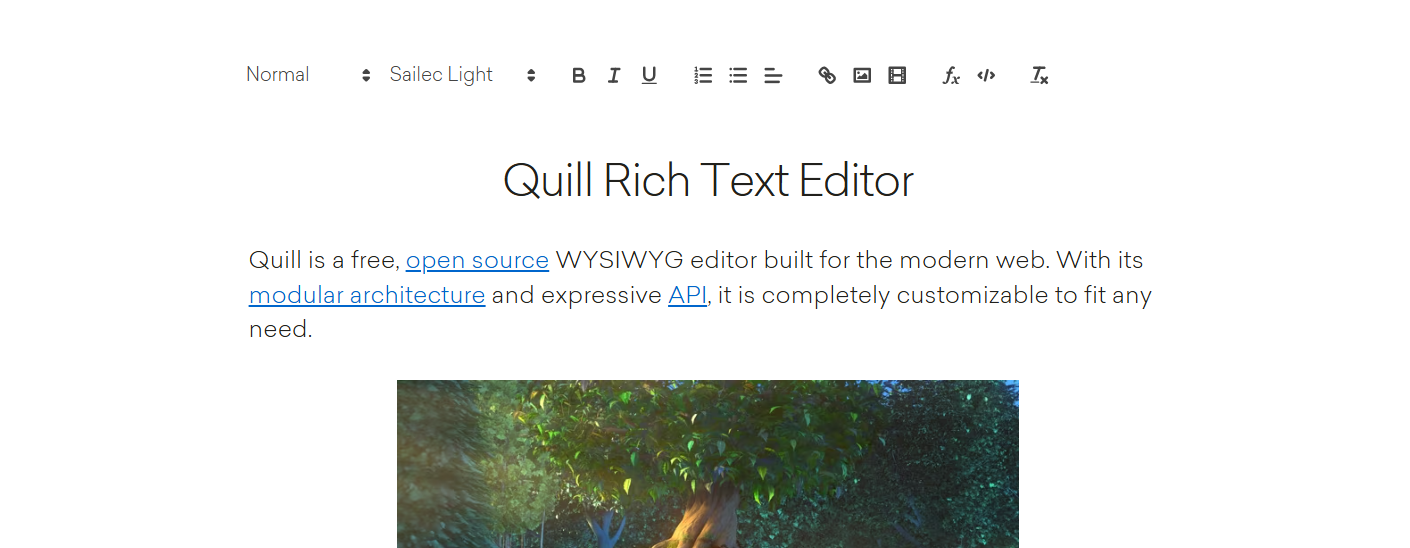 Normal Sailec Light
Quill Rich Text Editor
Quill is a free, open source WYSIWYG editor built for the modern web. With its
modular architecture and expressive API, it is completely customizable to fit any
need.